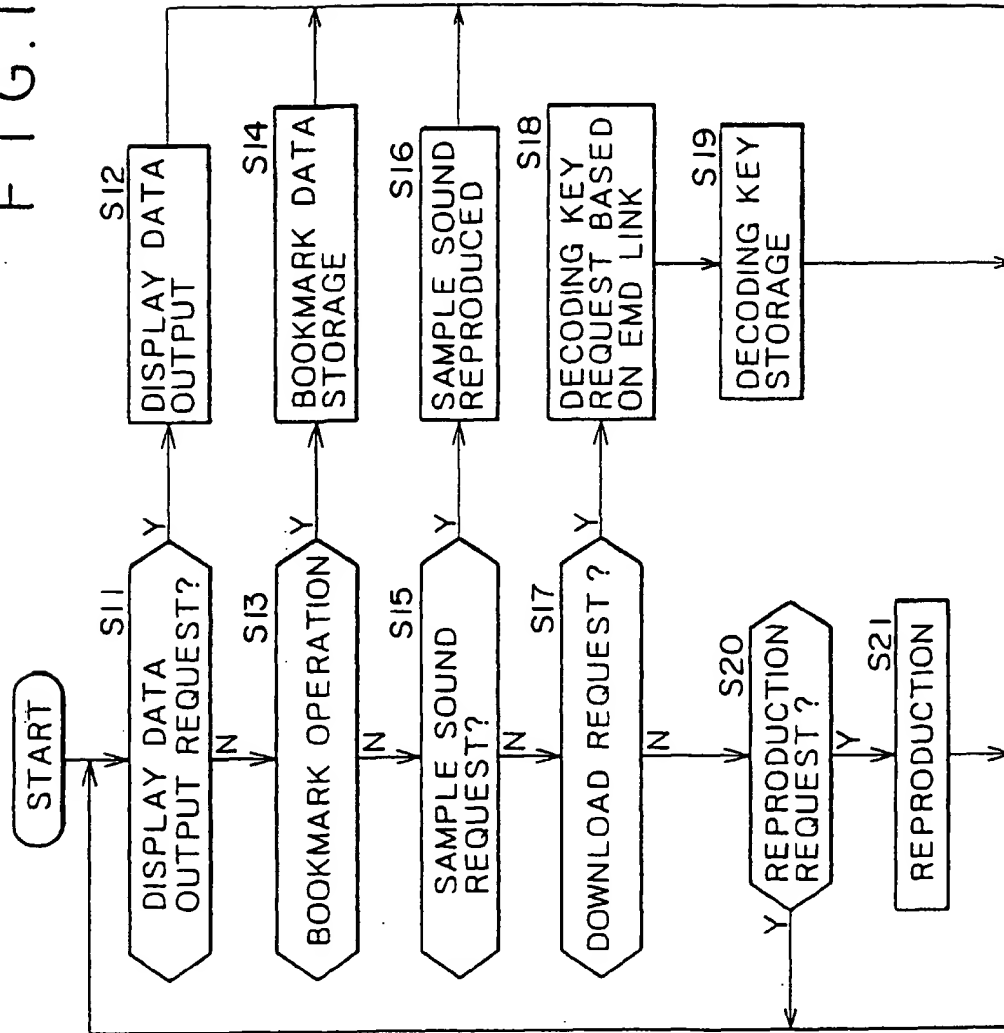 FIG.1
START
S11
DISPLAY DATA
OUTPUT REQUEST?
Y
N
S12
DISPLAY DATA
OUTPUT
S13
BOOKMARK OPERATION
Y
N
S14
BOOKMARK DATA
STORAGE
S15
SAMPLE SOUND
REQUEST?
Y
N
S16
SAMPLE SOUND
REPRODUCED
S17
DOWNLOAD REQUEST?
Y
N
S18
DECODING KEY
REQUEST BASED
ON EMD LINK
S19
DECODING KEY
STORAGE
S20
REPRODUCTION
REQUEST?
Y
Y
S21
REPRODUCTION